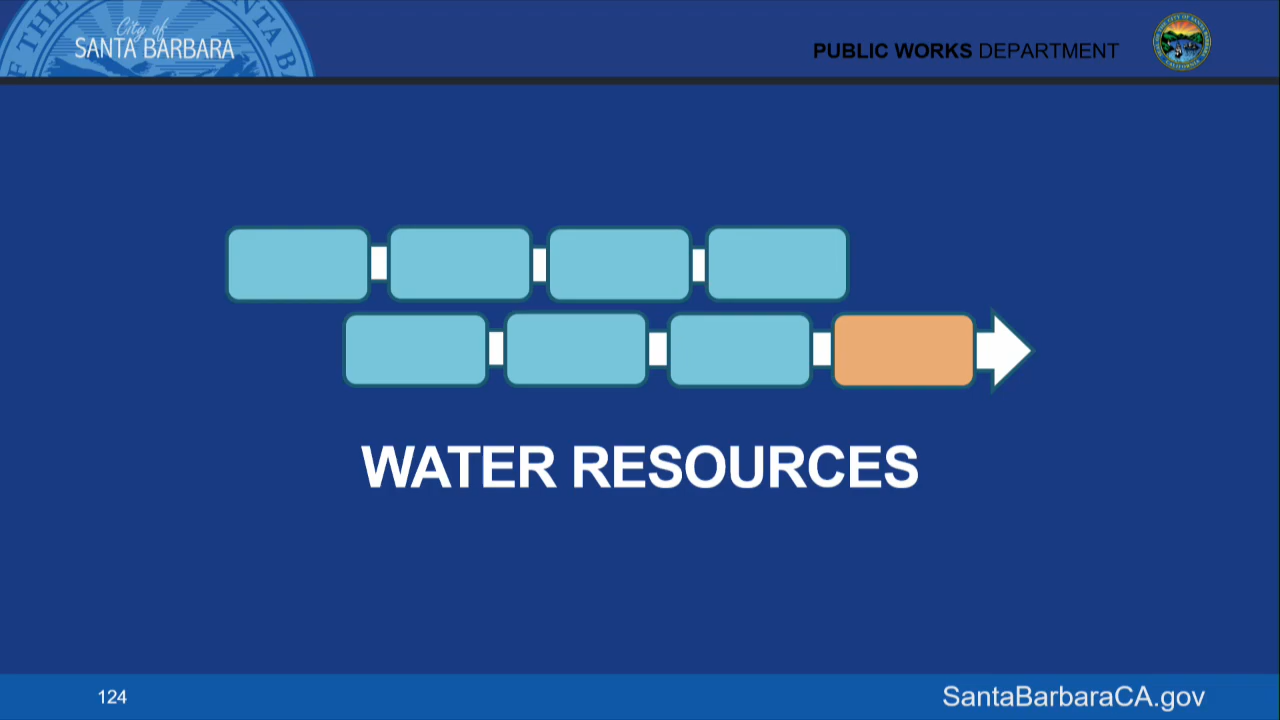 City of
SANTA BARBARA
PUBLIC WORKS DEPARTMENT
WATER RESOURCES
124
SantaBarbaraCA.gov